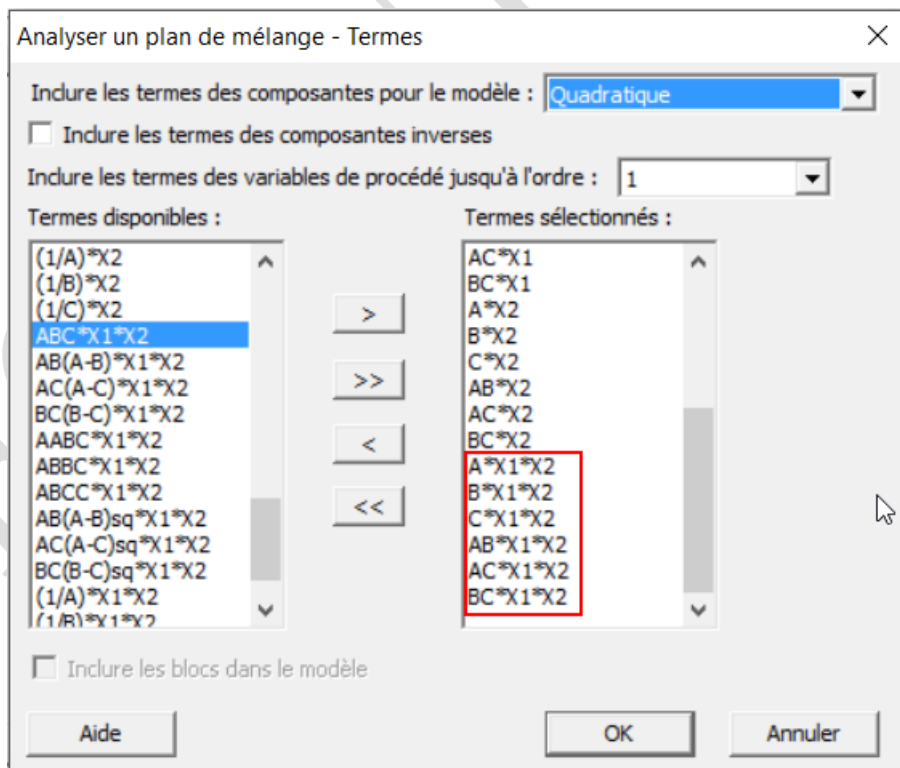 Analyser un plan de mélange - Termes
Inclure les termes des composantes pour le modèle : Quadratique
Inclure les termes des composantes inverses
Inclure les termes des variables de procédé jusqu'à l'ordre : 1
Termes disponibles :
(1/A)*X2
(1/B)*X2
(1/C)*X2
ABC*X1*X2
AB(A-B)*X1*X2
AC(A-C)*X1*X2
BC(B-C)*X1*X2
AABC*X1*X2
ABBC*X1*X2
ABCC*X1*X2
AB(A-B)sq*X1*X2
AC(A-C)sq*X1*X2
BC(B-C)sq*X1*X2
(1/A)*X1*X2
(1/B)*X1*X2
>
>>
<
<<
Termes sélectionnés :
AC*X1
BC*X1
A*X2
B*X2
C*X2
AB*X2
AC*X2
BC*X2
A*X1*X2
B*X1*X2
C*X1*X2
AB*X1*X2
AC*X1*X2
BC*X1*X2
Inclure les blocs dans le modèle
Aide
OK
Annuler